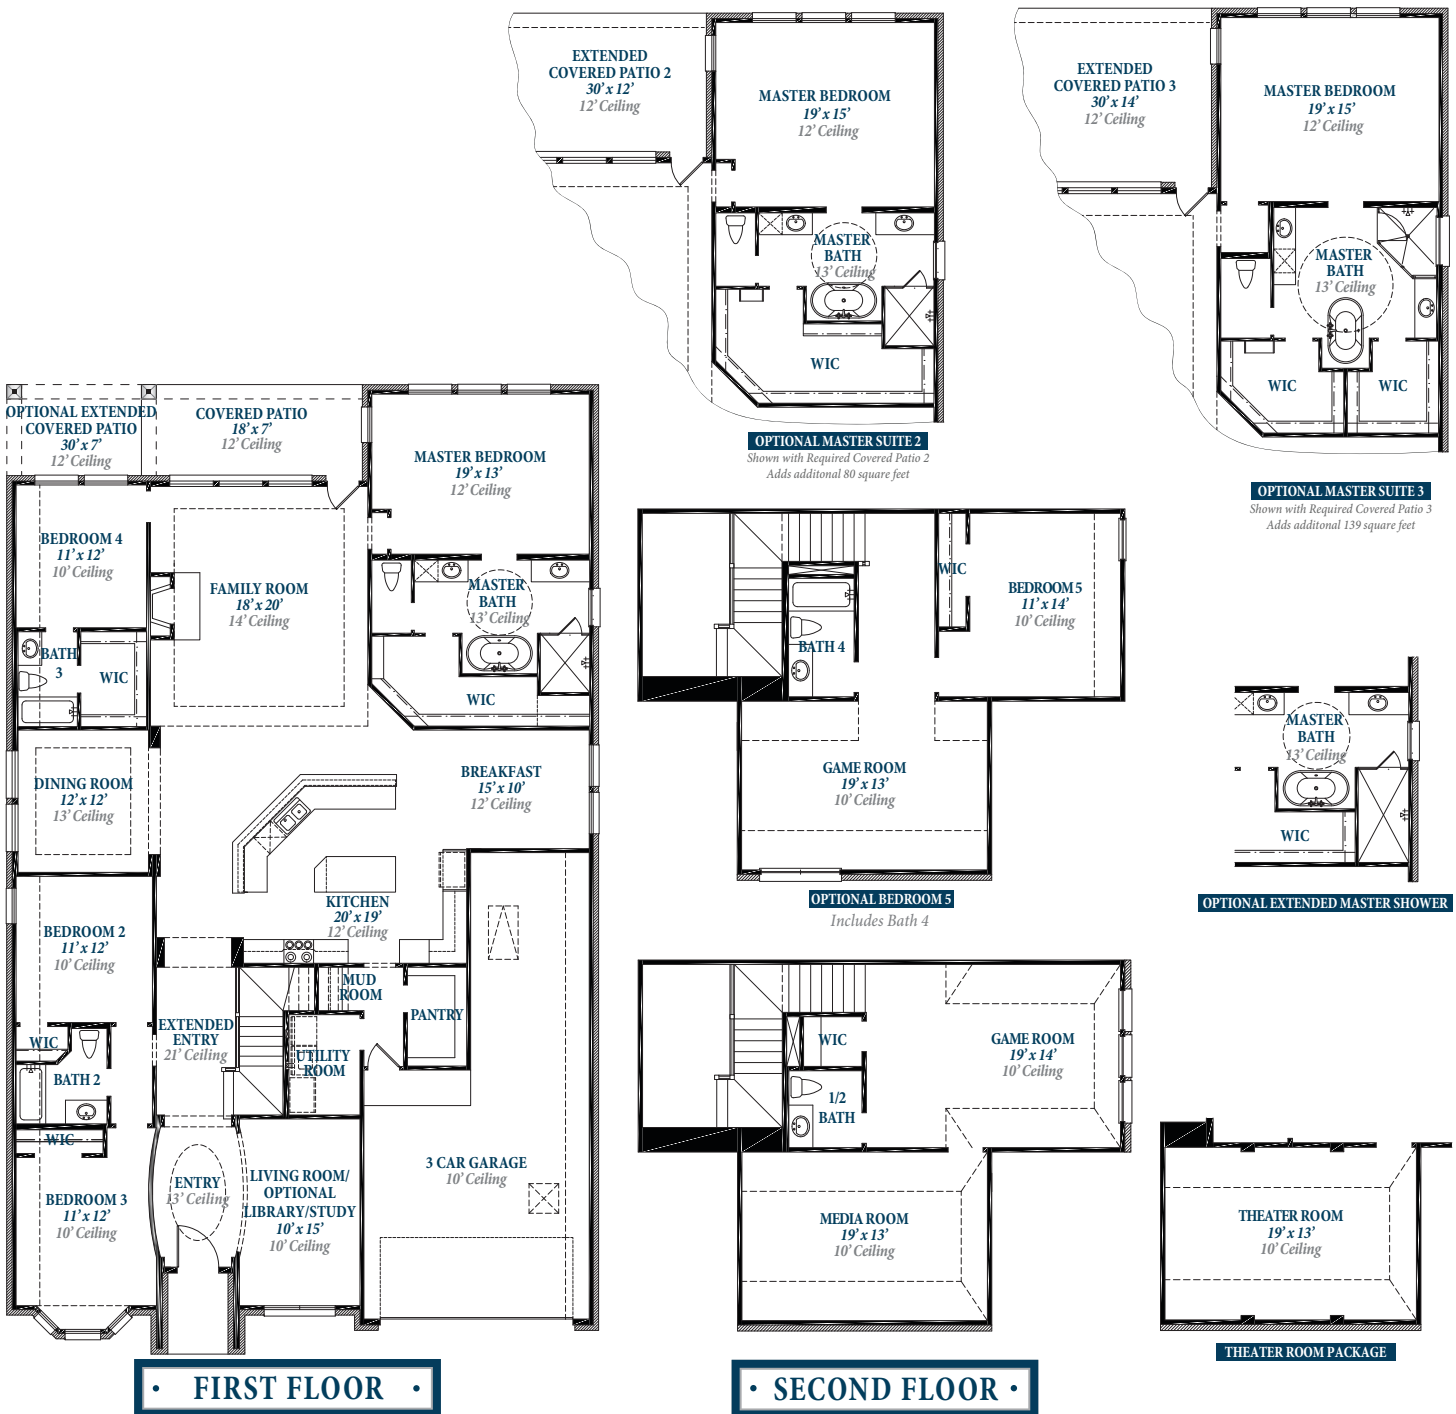 EXTENDED
COVERED PATIO 2
30' x 12'
12' Ceiling
MASTER BEDROOM
19' x 15'
12' Ceiling
MASTER
BATH
13' Ceiling
WIC
OPTIONAL MASTER SUITE 2
Shown with Required Covered Patio 2
Adds additonal 80 square feet
EXTENDED
COVERED PATIO 3
30' x 14'
12' Ceiling
MASTER BEDROOM
19' x 15'
12' Ceiling
MASTER
BATH
13' Ceiling
WIC
WIC
OPTIONAL MASTER SUITE 3
Shown with Required Covered Patio 3
Adds additonal 139 square feet
OPTIONAL EXTENDED
COVERED PATIO
30' x 7'
12' Ceiling
COVERED PATIO
18' x 7'
12' Ceiling
MASTER BEDROOM
19' x 13'
12' Ceiling
BEDROOM 4
11' x 12'
10' Ceiling
FAMILY ROOM
18' x 20'
14' Ceiling
MASTER
BATH
13' Ceiling
BATH
3
WIC
WIC
DINING ROOM
12' x 12'
13' Ceiling
BREAKFAST
15' x 10'
12' Ceiling
KITCHEN
20' x 19'
12' Ceiling
BEDROOM 2
11' x 12'
10' Ceiling
MUD
ROOM
PANTRY
EXTENDED
ENTRY
21' Ceiling
UTILITY
ROOM
WIC
BATH 2
WIC
BEDROOM 3
11' x 12'
10' Ceiling
ENTRY
13' Ceiling
LIVING ROOM/
OPTIONAL
LIBRARY/STUDY
10' x 15'
10' Ceiling
3 CAR GARAGE
10' Ceiling
• FIRST FLOOR •
WIC
BEDROOM 5
11' x 14'
10' Ceiling
BATH 4
GAME ROOM
19' x 13'
10' Ceiling
OPTIONAL BEDROOM 5
Includes Bath 4
MASTER
BATH
13' Ceiling
WIC
OPTIONAL EXTENDED MASTER SHOWER
WIC
1/2
BATH
GAME ROOM
19' x 14'
10' Ceiling
MEDIA ROOM
19' x 13'
10' Ceiling
• SECOND FLOOR •
THEATER ROOM
19' x 13'
10' Ceiling
THEATER ROOM PACKAGE